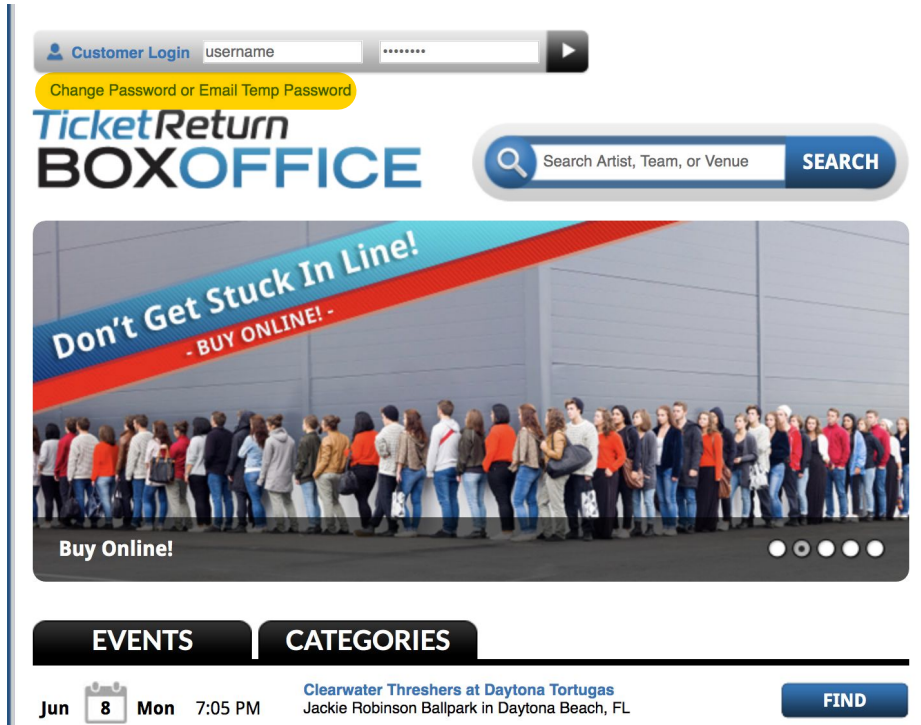 Customer Login username ••••••••
Change Password or Email Temp Password
TicketReturn
BOXOFFICE
Search Artist, Team, or Venue SEARCH
Don't Get Stuck In Line!
- BUY ONLINE! -
Buy Online!
EVENTS CATEGORIES
Jun 8 Mon 7:05 PM
Clearwater Threshers at Daytona Tortugas
Jackie Robinson Ballpark in Daytona Beach, FL
FIND